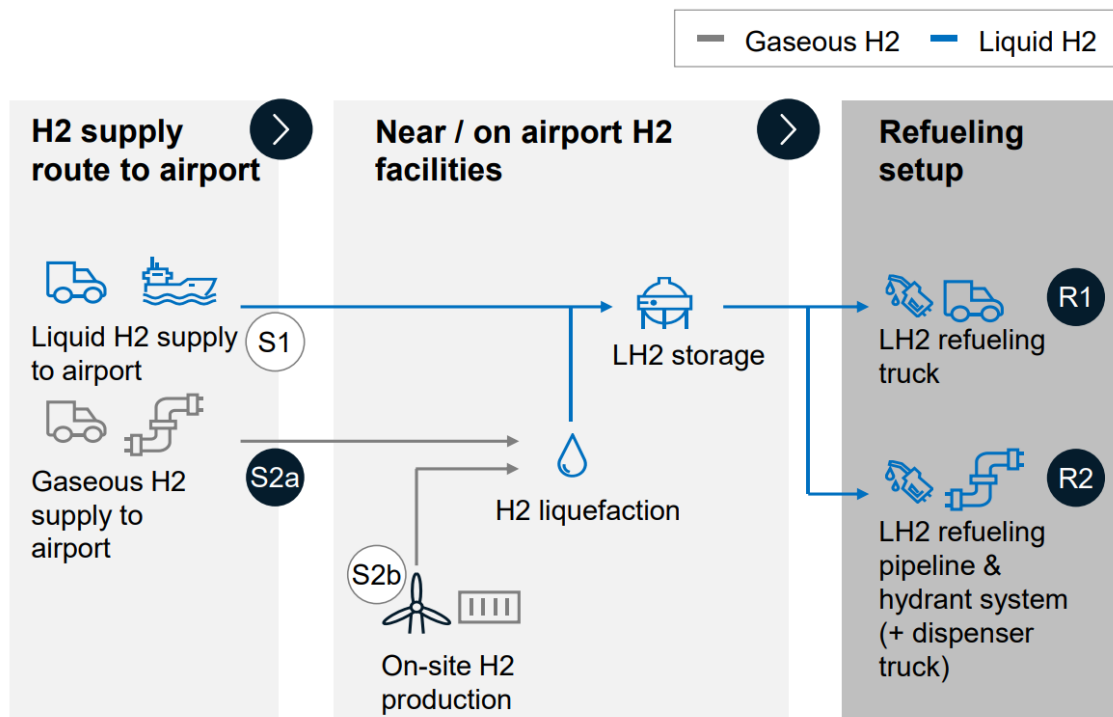 Gaseous H2
Liquid H2
H2 supply
route to airport
Near / on airport H2
facilities
Refueling
setup
Liquid H2 supply
to airport
S1
LH2 storage
LH2 refueling
truck
R1
Gaseous H2
supply to
airport
S2a
H2 liquefaction
S2b
On-site H2
production
R2
LH2 refueling
pipeline &
hydrant system
(+ dispenser
truck)